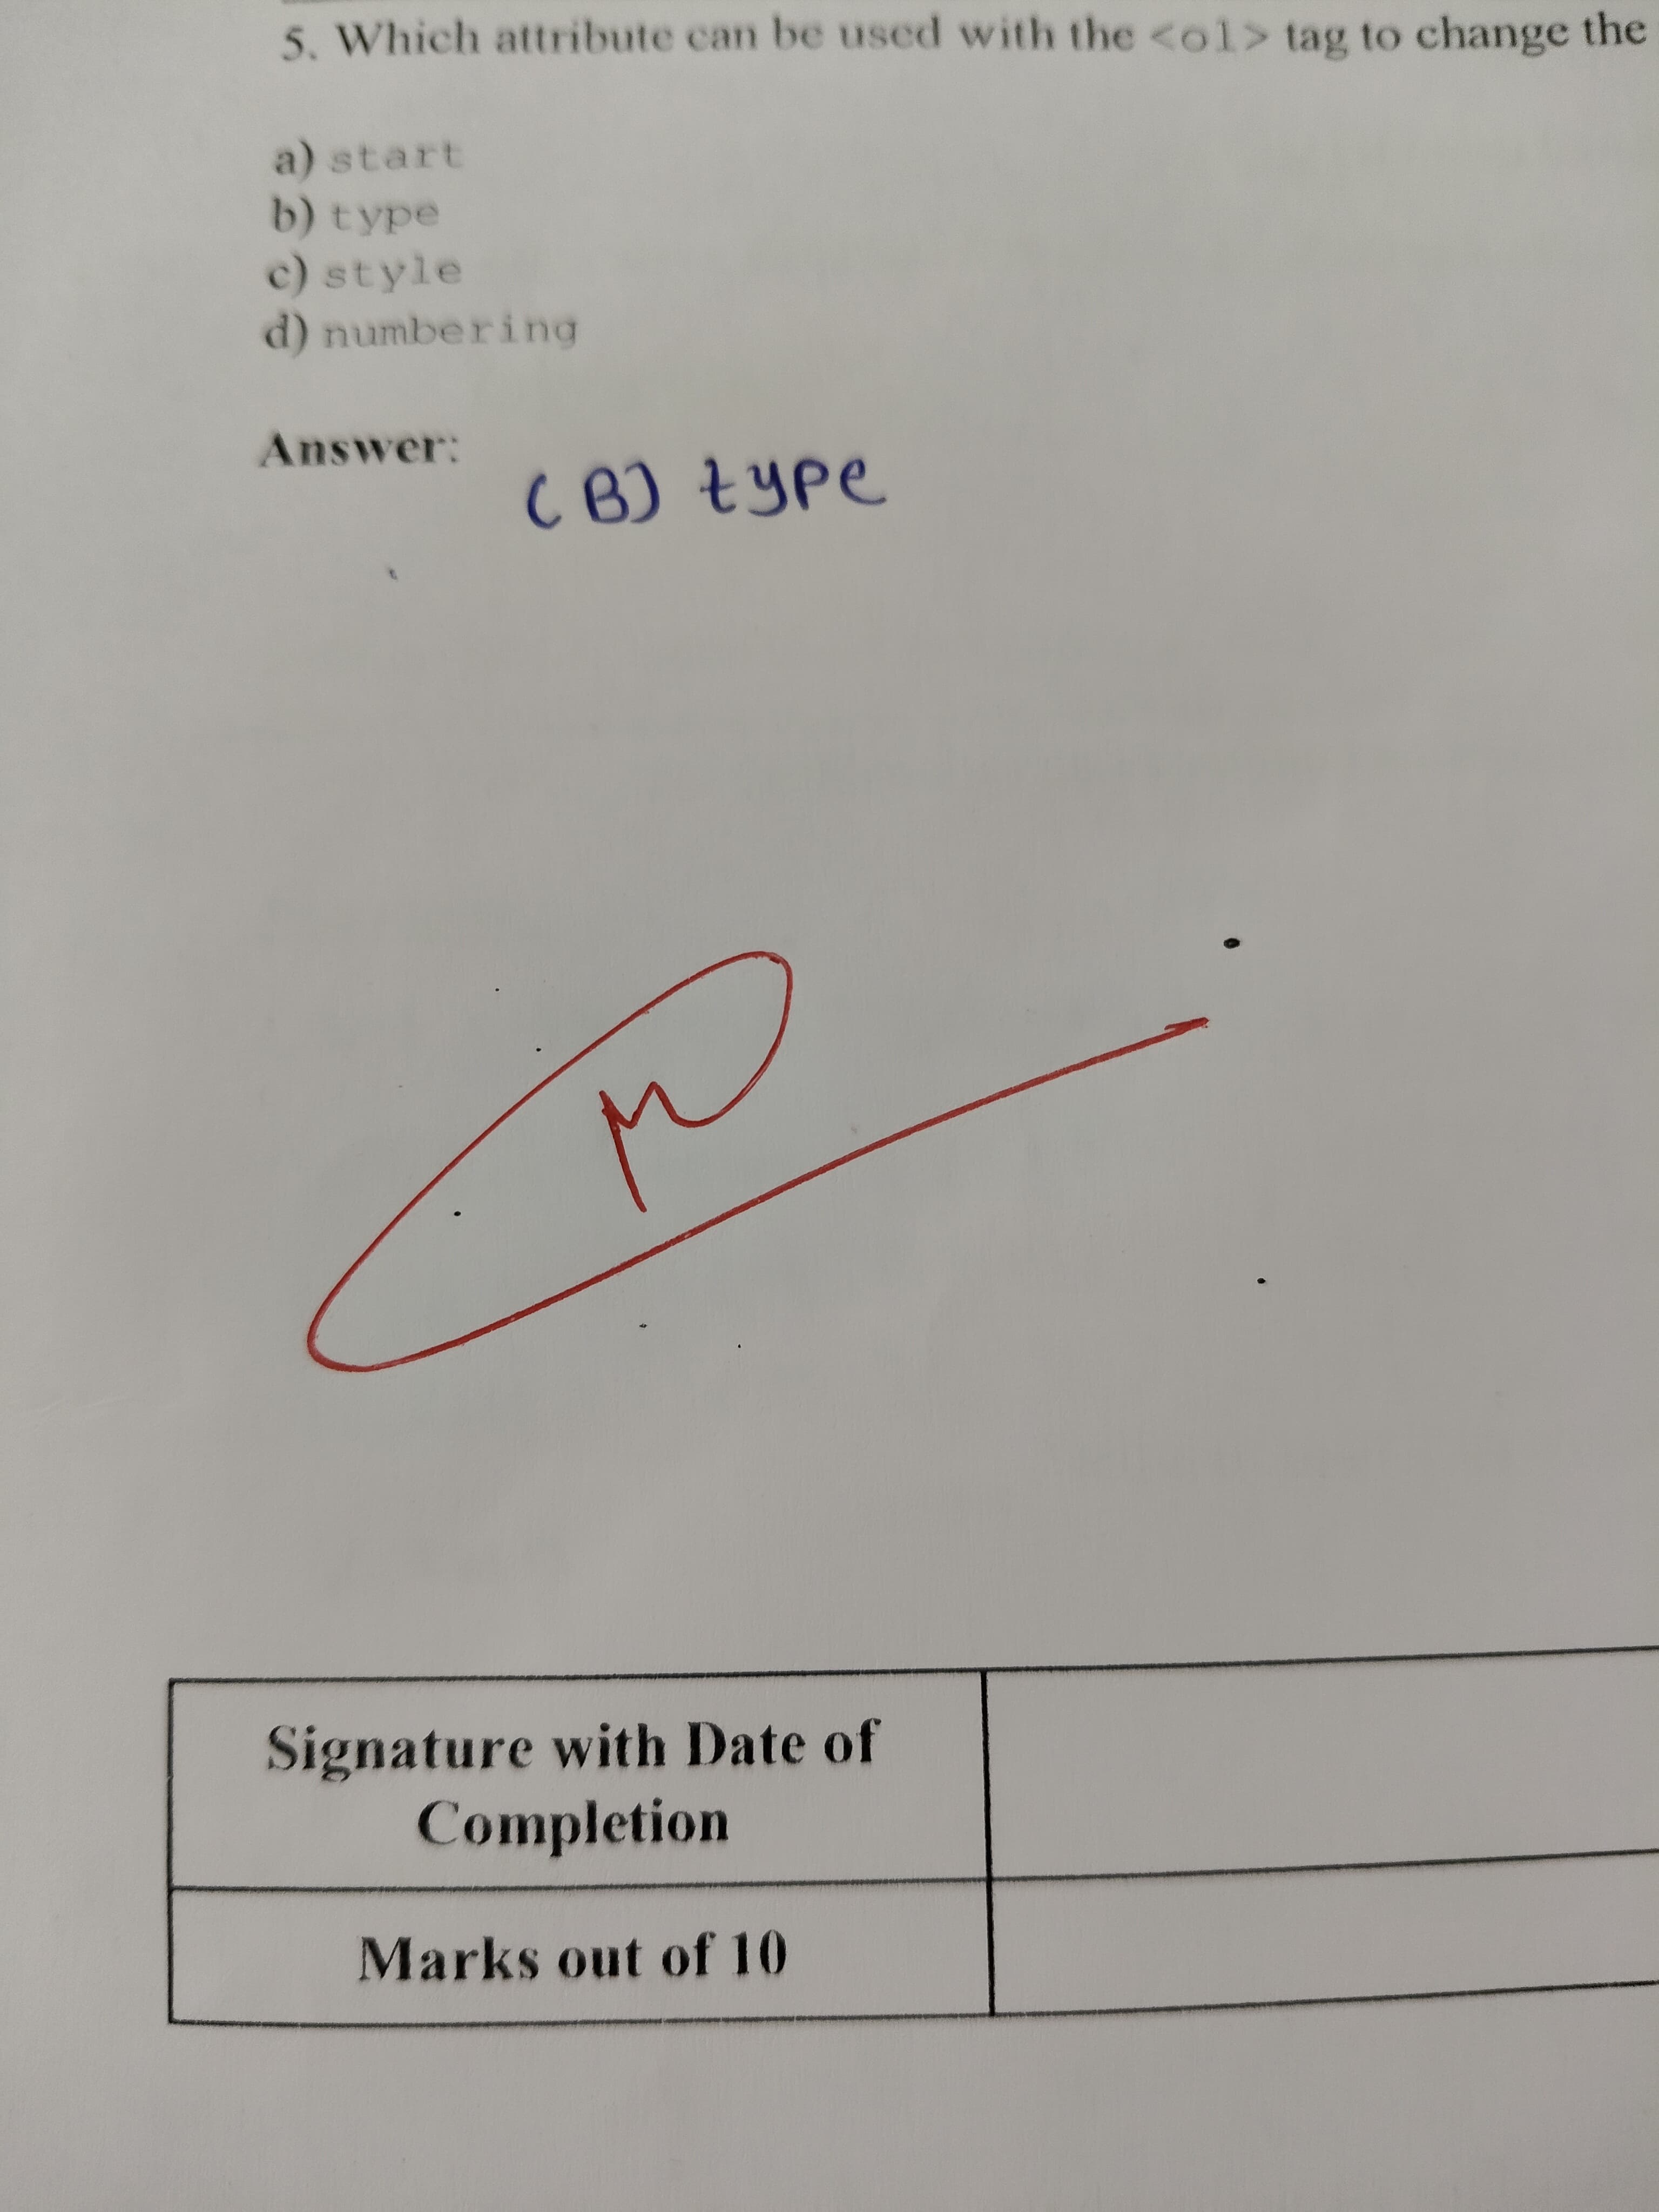 5. Which attribute can be used with the <ol> tag to change the
a) start
b) type
c) style
d) numbering
Answer:
(B) type
Signature with Date of
Completion
Marks out of 10